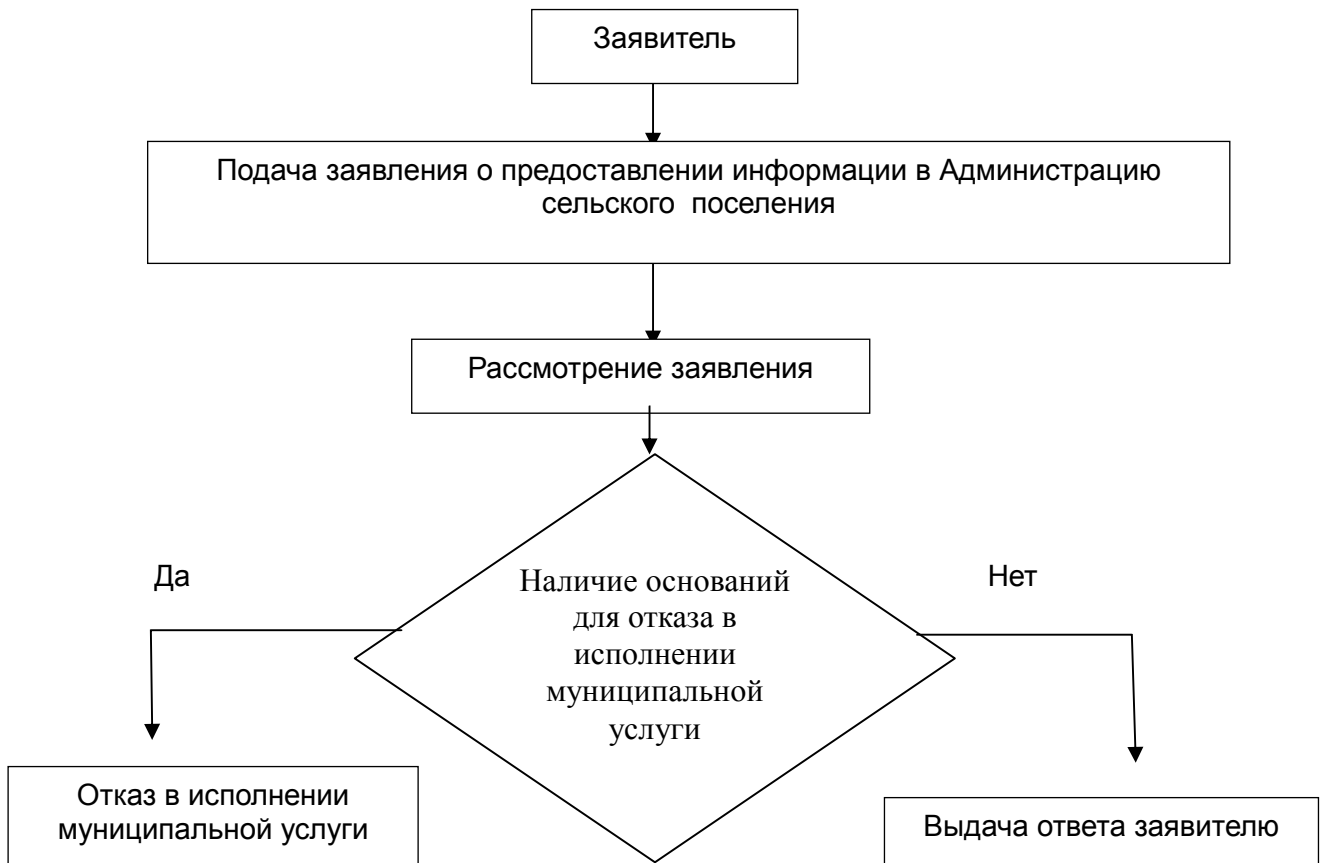 Заявитель
Подача заявления о предоставлении информации в Администрацию
сельского  поселения
Рассмотрение заявления
Да
Нет
Наличие оснований
для отказа в
исполнении
муниципальной
услуги
Отказ в исполнении
муниципальной услуги
Выдача ответа заявителю